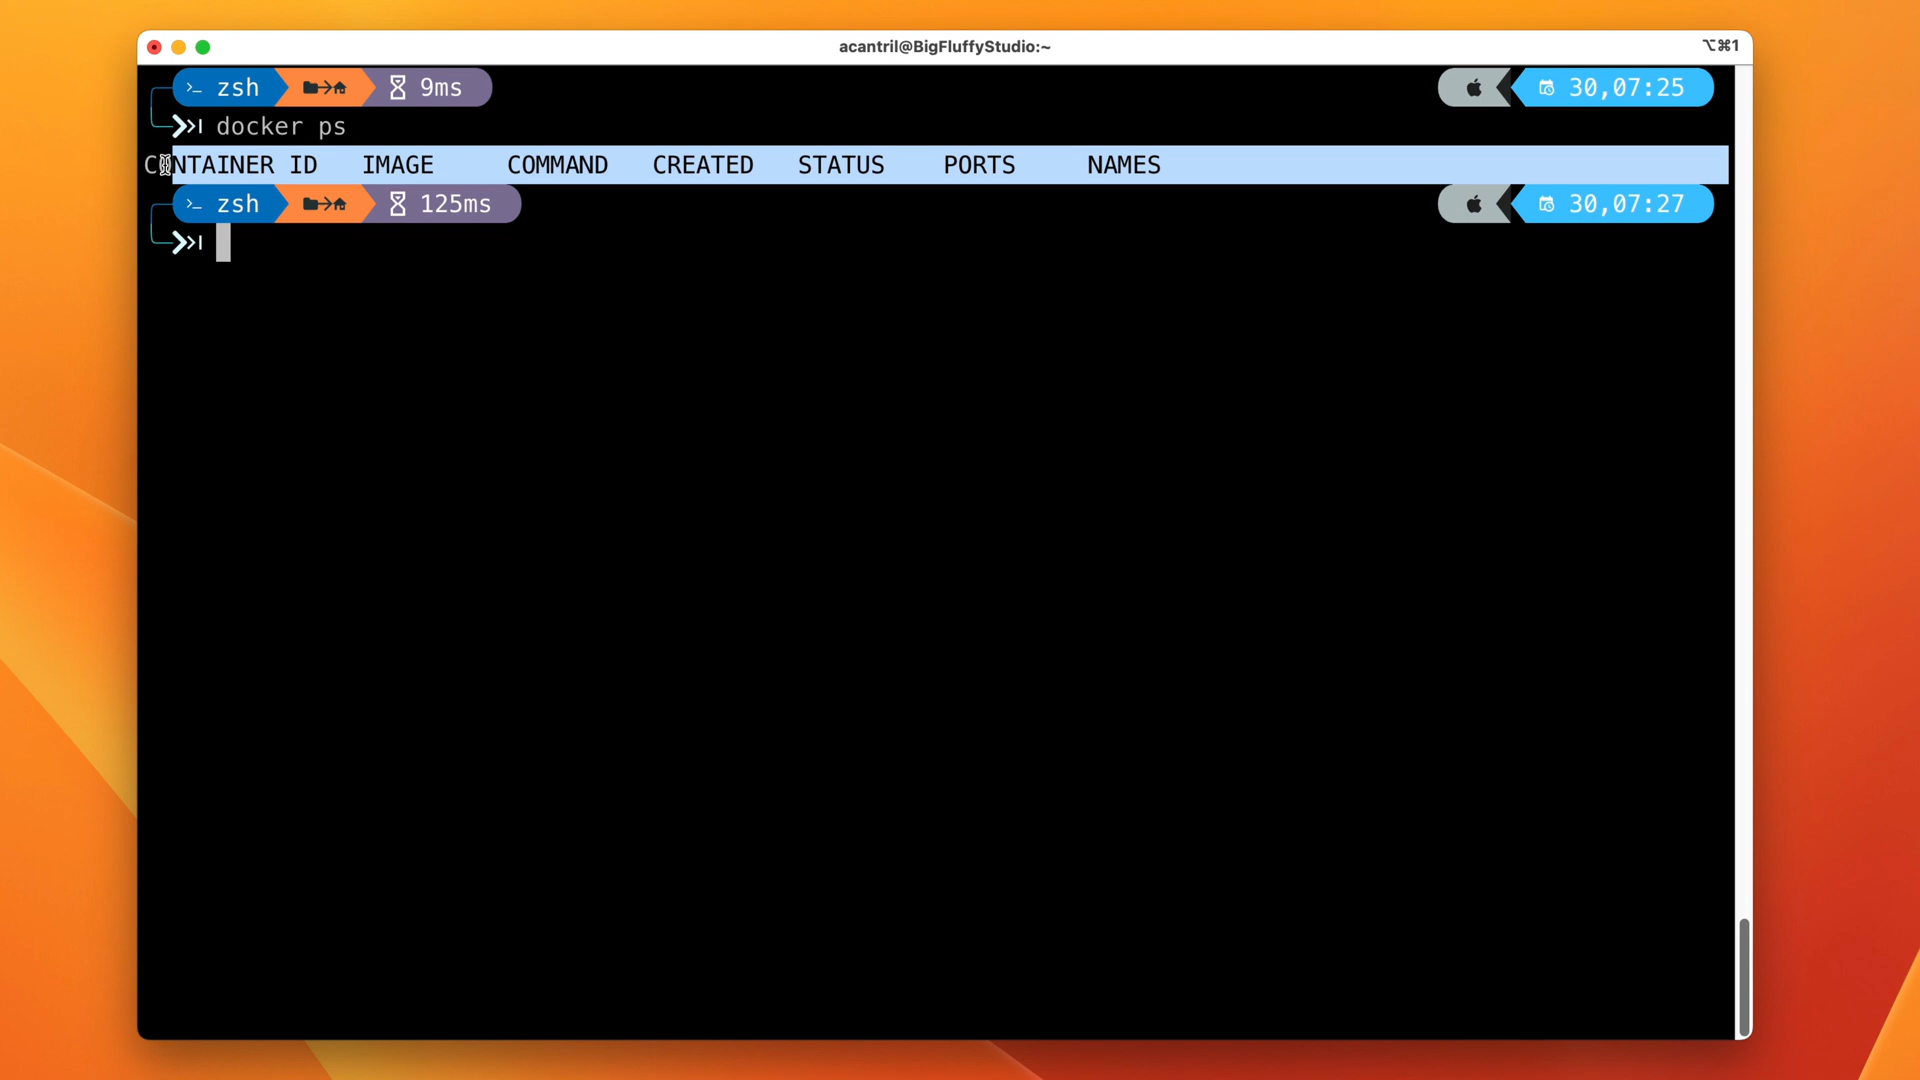 acantril@BigFluffyStudio:~
⌥⌘1
>_ zsh 9ms 30,07:25
docker ps
CONTAINER ID IMAGE COMMAND CREATED STATUS PORTS NAMES
>_ zsh 125ms 30,07:27